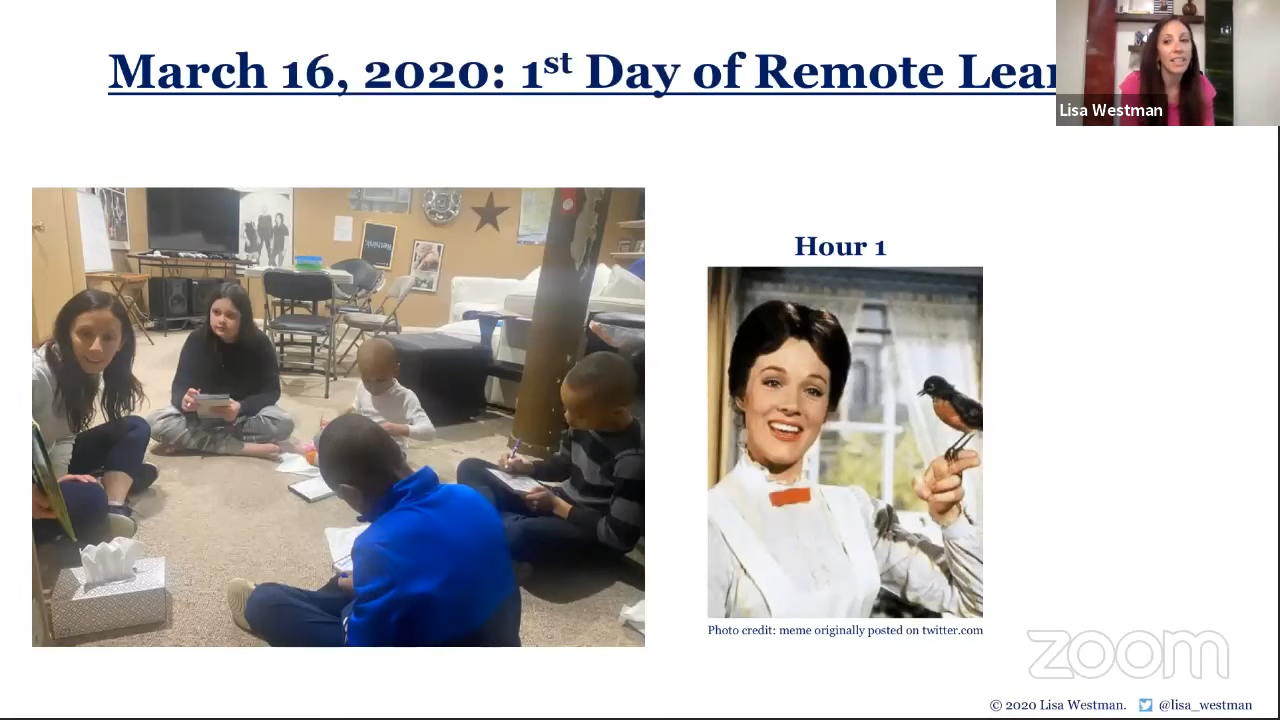 March 16, 2020: 1st Day of Remote Lear
Lisa Westman
Rethink.
Hour 1
Photo credit: meme originally posted on twitter.com
zoom
© 2020 Lisa Westman. @lisa_westman